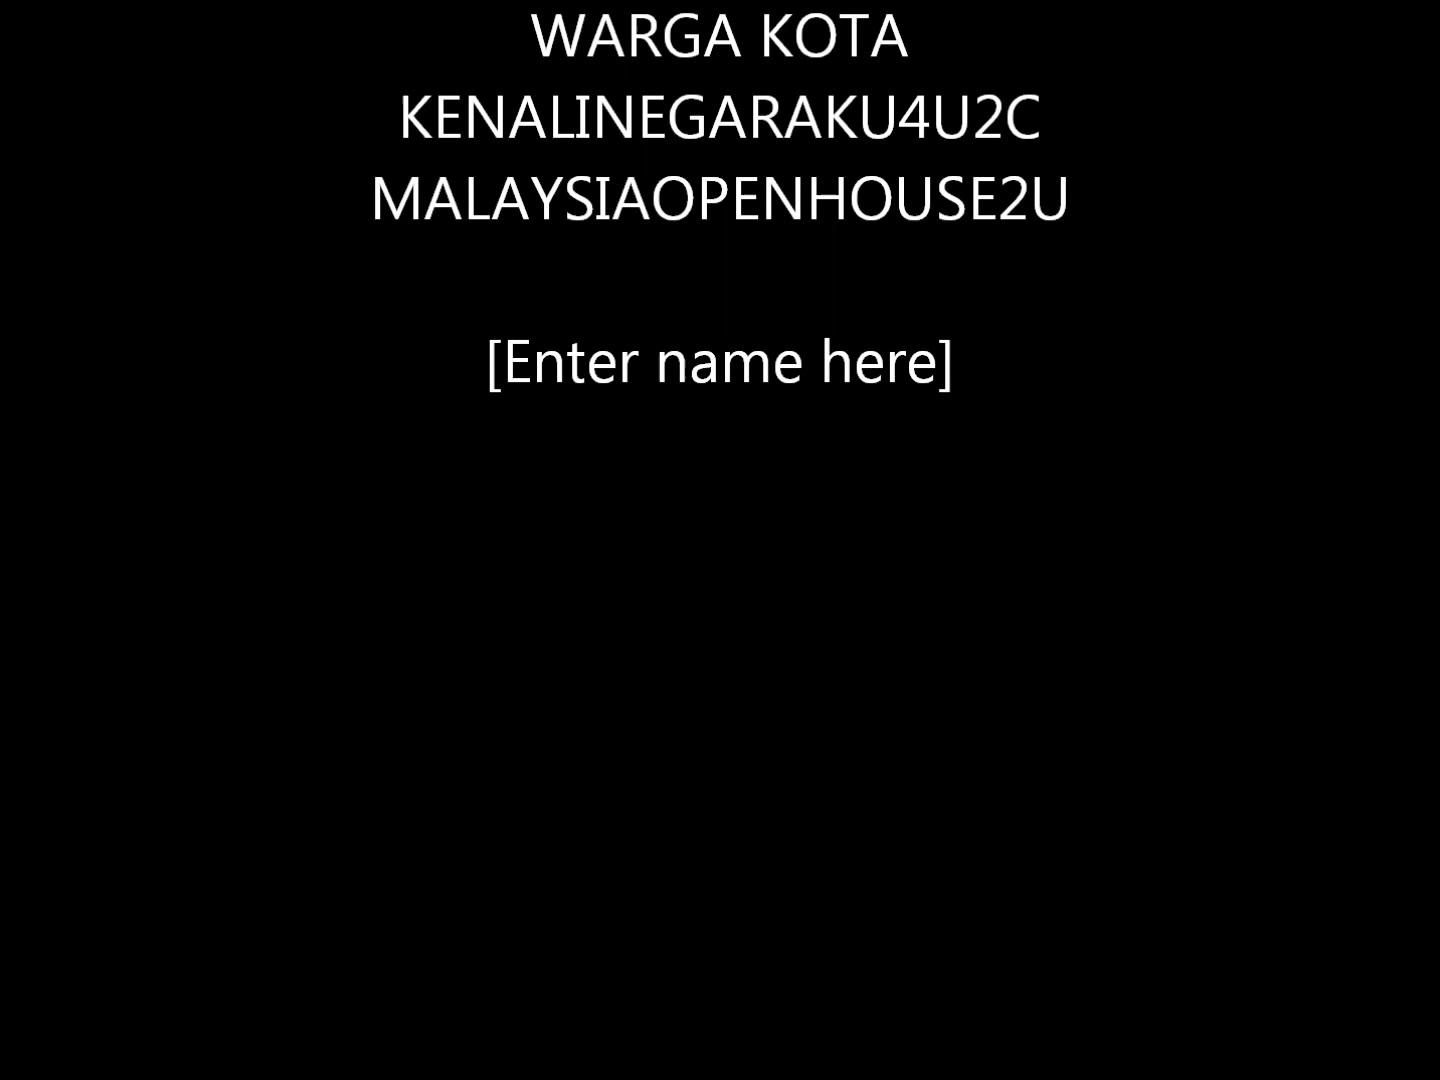 WARGA KOTA
KENALINEGARAKU4U2C
MALAYSIAOPENHOUSE2U
[Enter name here]